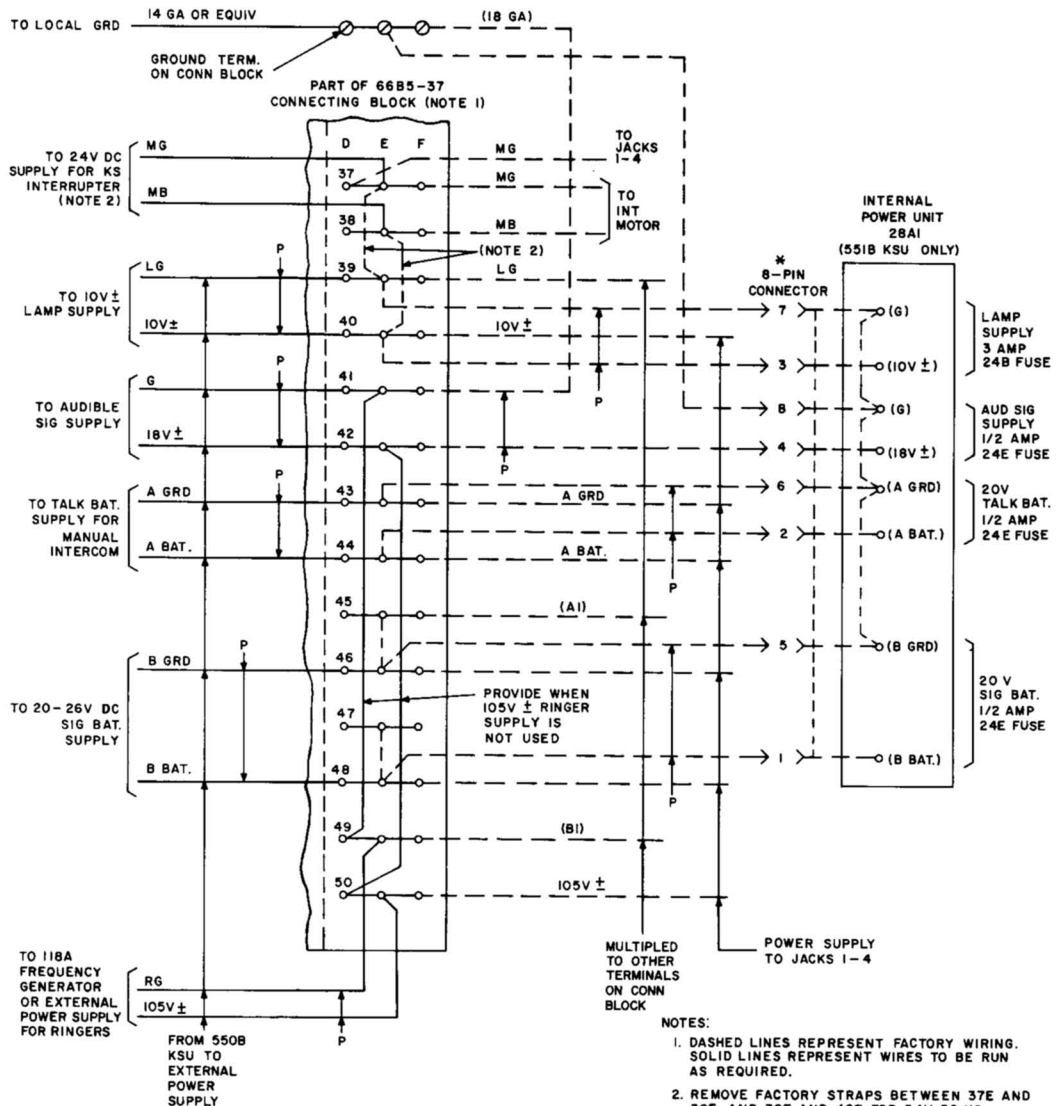 TO LOCAL GRD
14 GA OR EQUIV
(18 GA)
GROUND TERM.
ON CONN BLOCK
PART OF 66B5-37
CONNECTING BLOCK (NOTE 1)
D E F
TO 24V DC
SUPPLY FOR KS
INTERRUPTER
(NOTE 2)
MG
MB
37
38
MG
TO
JACKS
1-4
MG
MB
TO
INT
MOTOR
(NOTE 2)
INTERNAL
POWER UNIT
28A1
(551B KSU ONLY)
*
8-PIN
CONNECTOR
P
LG
39
LG
TO 10V ±
LAMP SUPPLY
10V ±
40
10V ±
7
(G)
3
(10V ±)
LAMP
SUPPLY
3 AMP
24B FUSE
P
P
G
41
TO AUDIBLE
SIG SUPPLY
18V ±
42
P
8
(G)
4
(18V ±)
AUD SIG
SUPPLY
1/2 AMP
24E FUSE
P
A GRD
43
A GRD
TO TALK BAT.
SUPPLY FOR
MANUAL
INTERCOM
A BAT.
44
A BAT.
6
(A GRD)
2
(A BAT.)
20V
TALK BAT.
1/2 AMP
24E FUSE
P
45
(A1)
P
B GRD
46
5
(B GRD)
TO 20-26V DC
SIG BAT.
SUPPLY
47
PROVIDE WHEN
105V ± RINGER
SUPPLY IS
NOT USED
B BAT.
48
1
(B BAT.)
20 V
SIG BAT.
1/2 AMP
24E FUSE
P
49
(B1)
50
105V ±
TO 118A
FREQUENCY
GENERATOR
OR EXTERNAL
POWER SUPPLY
FOR RINGERS
RG
105V ±
P
FROM 550B
KSU TO
EXTERNAL
POWER
SUPPLY
MULTIPLED
TO OTHER
TERMINALS
ON CONN
BLOCK
POWER SUPPLY
TO JACKS 1-4
NOTES:
1. DASHED LINES REPRESENT FACTORY WIRING.
SOLID LINES REPRESENT WIRES TO BE RUN
AS REQUIRED.
2. REMOVE FACTORY STRAPS BETWEEN 37E AND